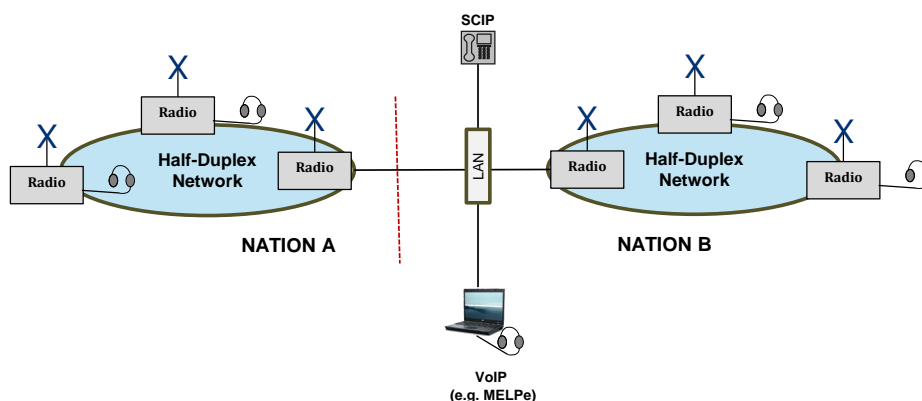 SCIP
Radio
Radio
Radio
Half-Duplex
Network
NATION A
LAN
Radio
Radio
Radio
Half-Duplex
Network
NATION B
VoIP
(e.g. MELPe)